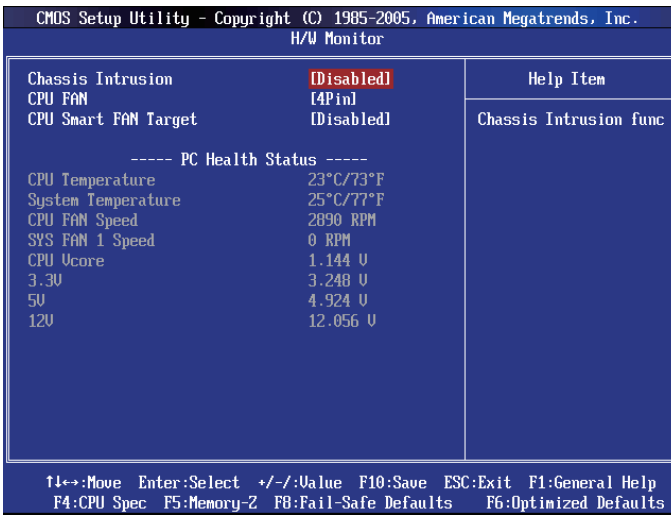 CMOS Setup Utility - Copyright (C) 1985-2005, American Megatrends, Inc.
H/W Monitor
Chassis Intrusion [Disabled]
CPU FAN [4Pin]
CPU Smart FAN Target [Disabled]
----- PC Health Status -----
CPU Temperature 23°C/73°F
System Temperature 25°C/77°F
CPU FAN Speed 2890 RPM
SYS FAN 1 Speed 0 RPM
CPU Vcore 1.144 V
3.3V 3.248 V
5V 4.924 V
12V 12.056 V
Help Item
Chassis Intrusion func
↑↓←→:Move Enter:Select +/-/:Value F10:Save ESC:Exit F1:General Help
F4:CPU Spec F5:Memory-Z F8:Fail-Safe Defaults F6:Optimized Defaults